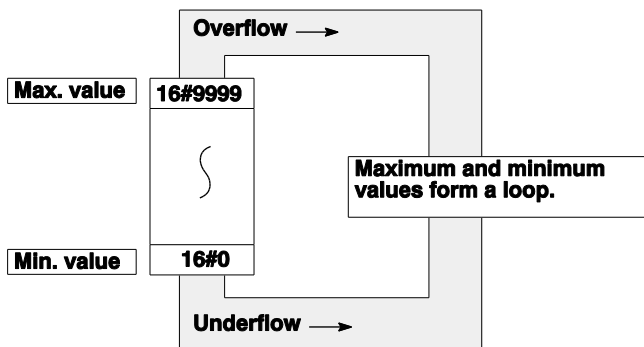 Overflow
Max. value
16#9999
Maximum and minimum
values form a loop.
Min. value
16#0
Underflow